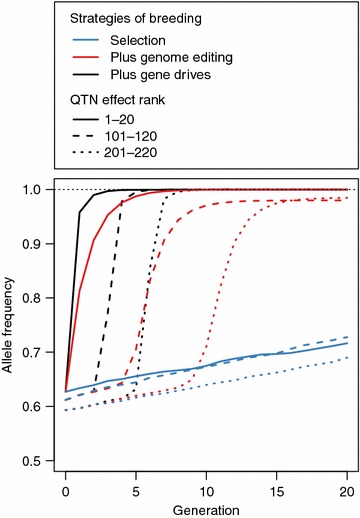 Strategies of breeding
Selection
Plus genome editing
Plus gene drives
QTN effect rank
1–20
101–120
201–220
1.0
0.9
0.8
0.7
0.6
0.5
Allele frequency
0 5 10 15 20
Generation